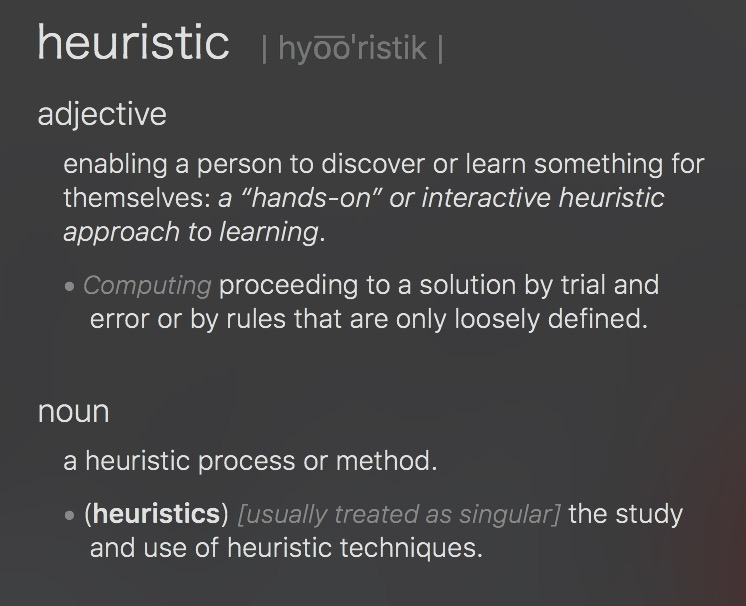 heuristic | hyo͞oˈristik |
adjective
enabling a person to discover or learn something for
themselves: a “hands-on” or interactive heuristic
approach to learning.
• Computing proceeding to a solution by trial and
error or by rules that are only loosely defined.
noun
a heuristic process or method.
• (heuristics) [usually treated as singular] the study
and use of heuristic techniques.